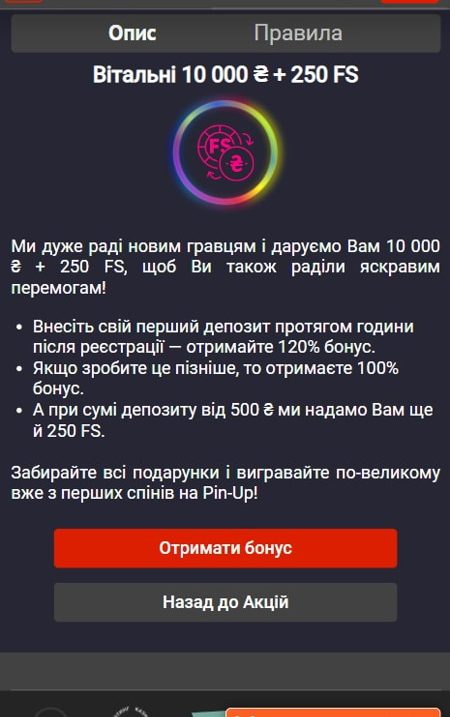 Опис
Правила
Вітальні 10 000 ₴ + 250 FS
FS
₴
Ми дуже раді новим гравцям і даруємо Вам 10 000
₴ + 250 FS, щоб Ви також раділи яскравим
перемогам!
Внесіть свій перший депозит протягом години
після реєстрації — отримайте 120% бонус.
Якщо зробите це пізніше, то отримаєте 100%
бонус.
А при сумі депозиту від 500 ₴ ми надамо Вам ще
й 250 FS.
Забирайте всі подарунки і вигравайте по-великому
вже з перших спінів на Pin-Up!
Отримати бонус
Назад до Акцій